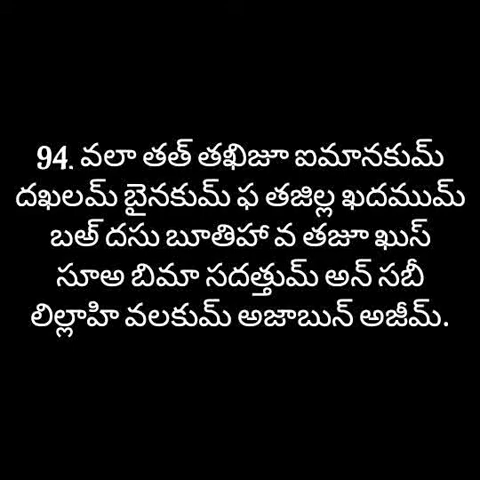 94. వలా తత్ తఖిజూ ఐమానకుమ్
దఖలమ్ బైనకుమ్ ఫ తజిల్ల ఖదముమ్
బఅ్ దసు బూతిహా వ తజూ ఖుస్
సూఅ బిమా సదత్తుమ్ అన్ సబీ
లిల్లాహి వలకుమ్ అజాబున్ అజీమ్.